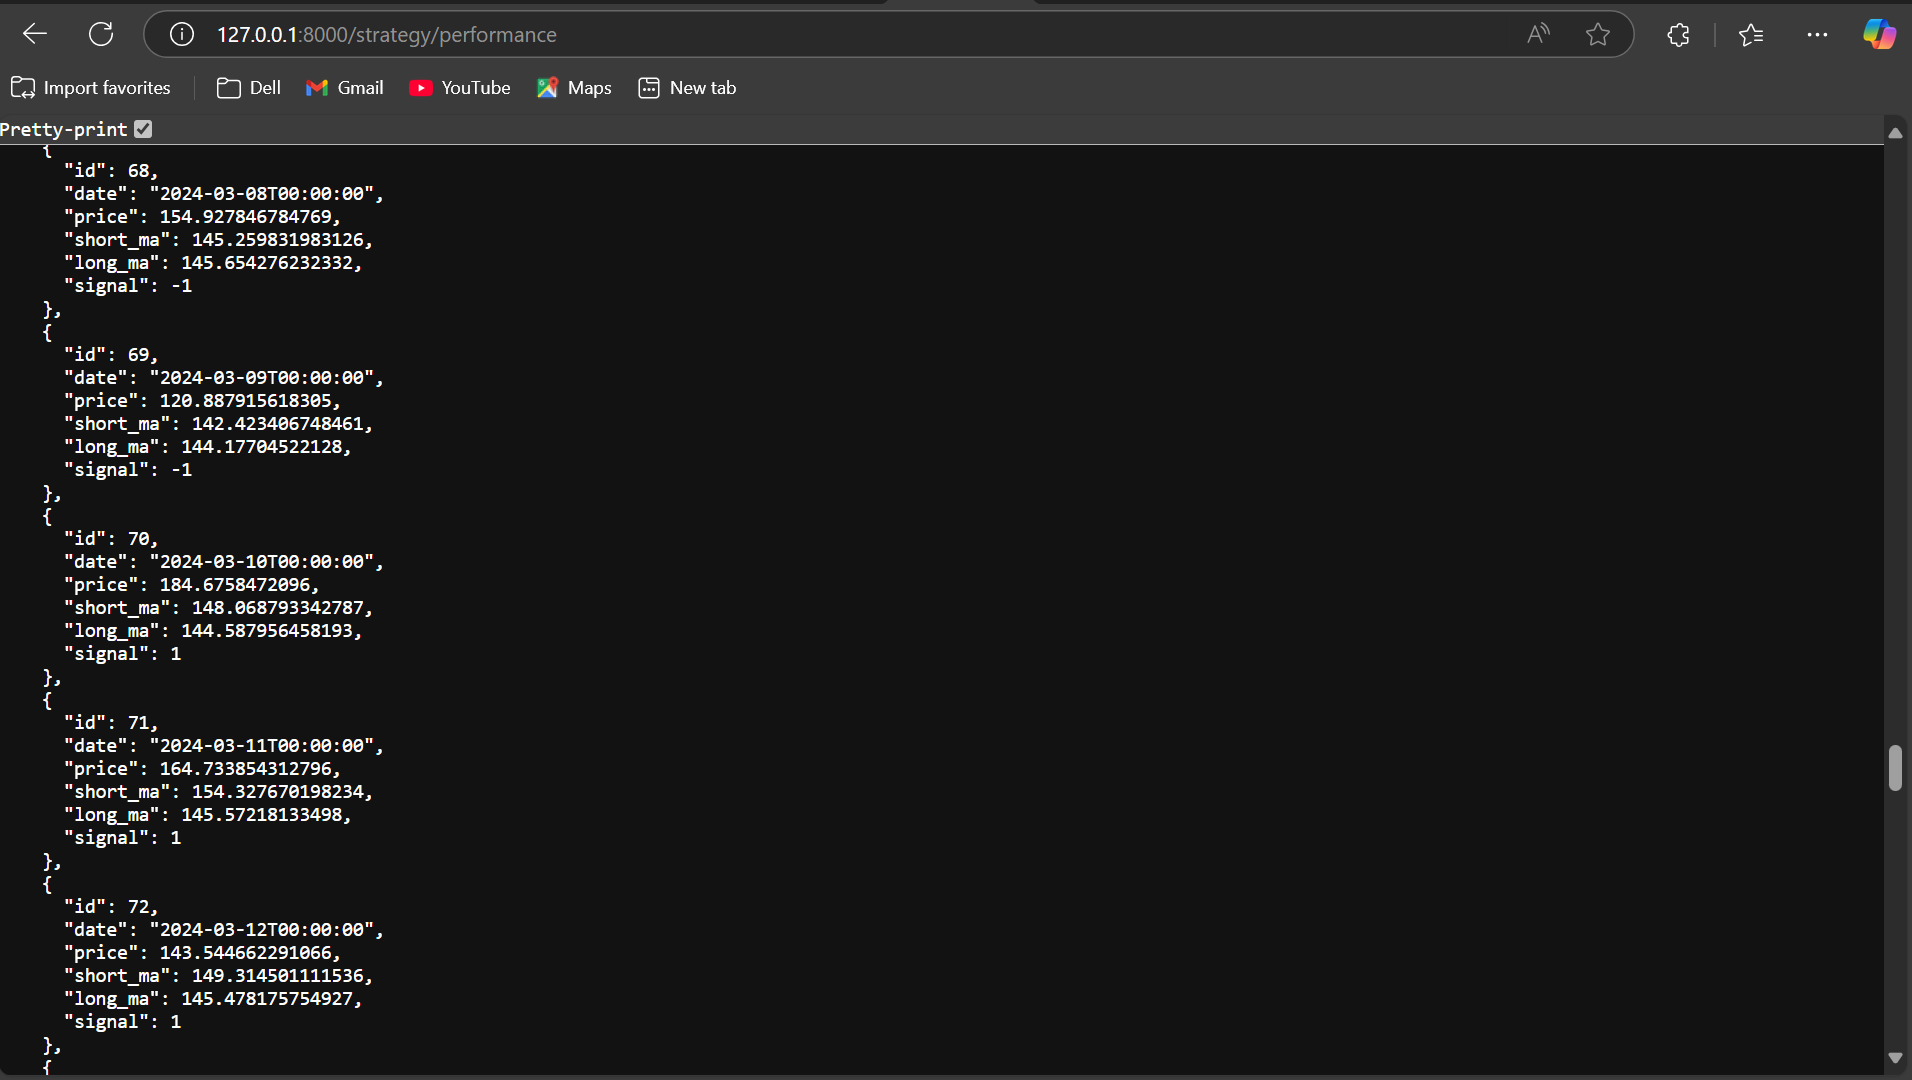 127.0.0.1:8000/strategy/performance
Import favorites
Dell
Gmail
YouTube
Maps
New tab
Pretty-print
{
"id": 68,
"date": "2024-03-08T00:00:00",
"price": 154.927846784769,
"short_ma": 145.259831983126,
"long_ma": 145.654276232332,
"signal": -1
},
{
"id": 69,
"date": "2024-03-09T00:00:00",
"price": 120.887915618305,
"short_ma": 142.423406748461,
"long_ma": 144.17704522128,
"signal": -1
},
{
"id": 70,
"date": "2024-03-10T00:00:00",
"price": 184.6758472096,
"short_ma": 148.068793342787,
"long_ma": 144.587956458193,
"signal": 1
},
{
"id": 71,
"date": "2024-03-11T00:00:00",
"price": 164.733854312796,
"short_ma": 154.327670198234,
"long_ma": 145.57218133498,
"signal": 1
},
{
"id": 72,
"date": "2024-03-12T00:00:00",
"price": 143.544662291066,
"short_ma": 149.314501111536,
"long_ma": 145.478175754927,
"signal": 1
},
{